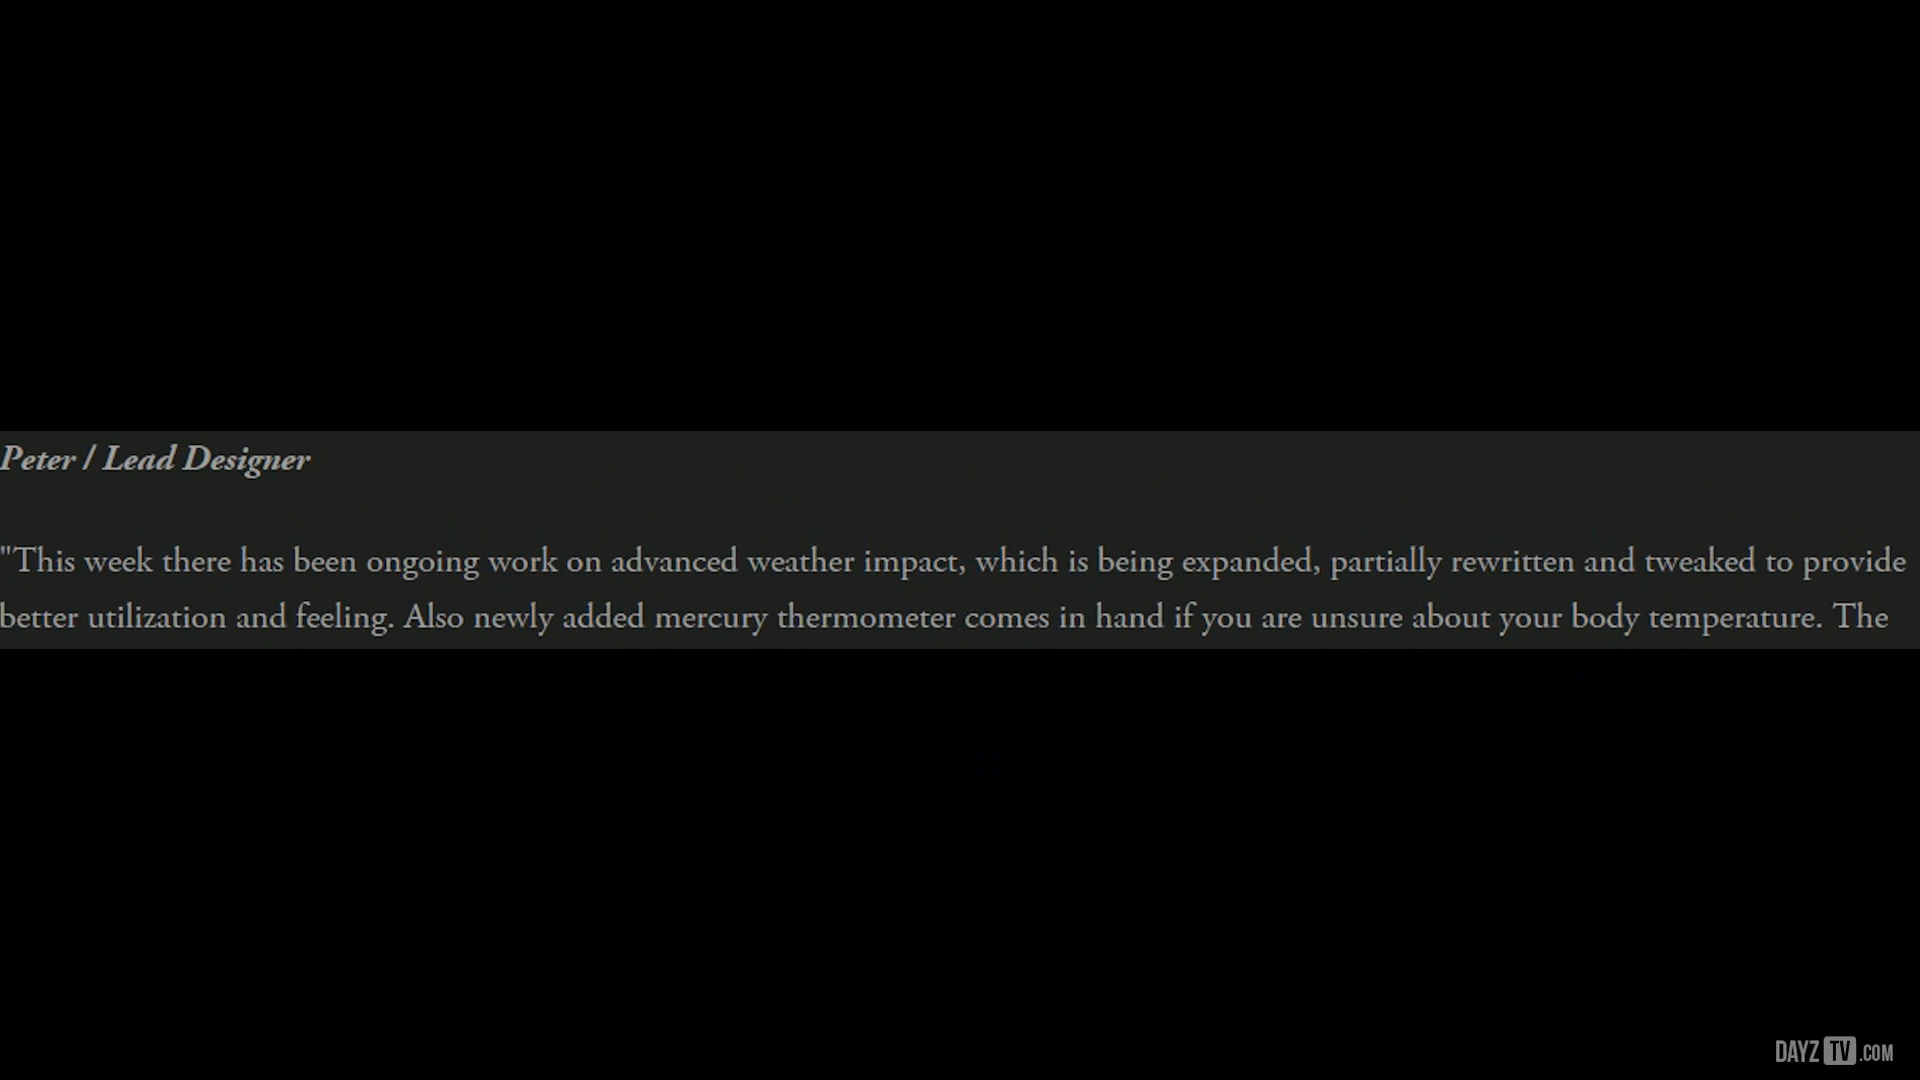 Peter / Lead Designer
"This week there has been ongoing work on advanced weather impact, which is being expanded, partially rewritten and tweaked to provide
better utilization and feeling. Also newly added mercury thermometer comes in hand if you are unsure about your body temperature. The
DAYZ TV .COM